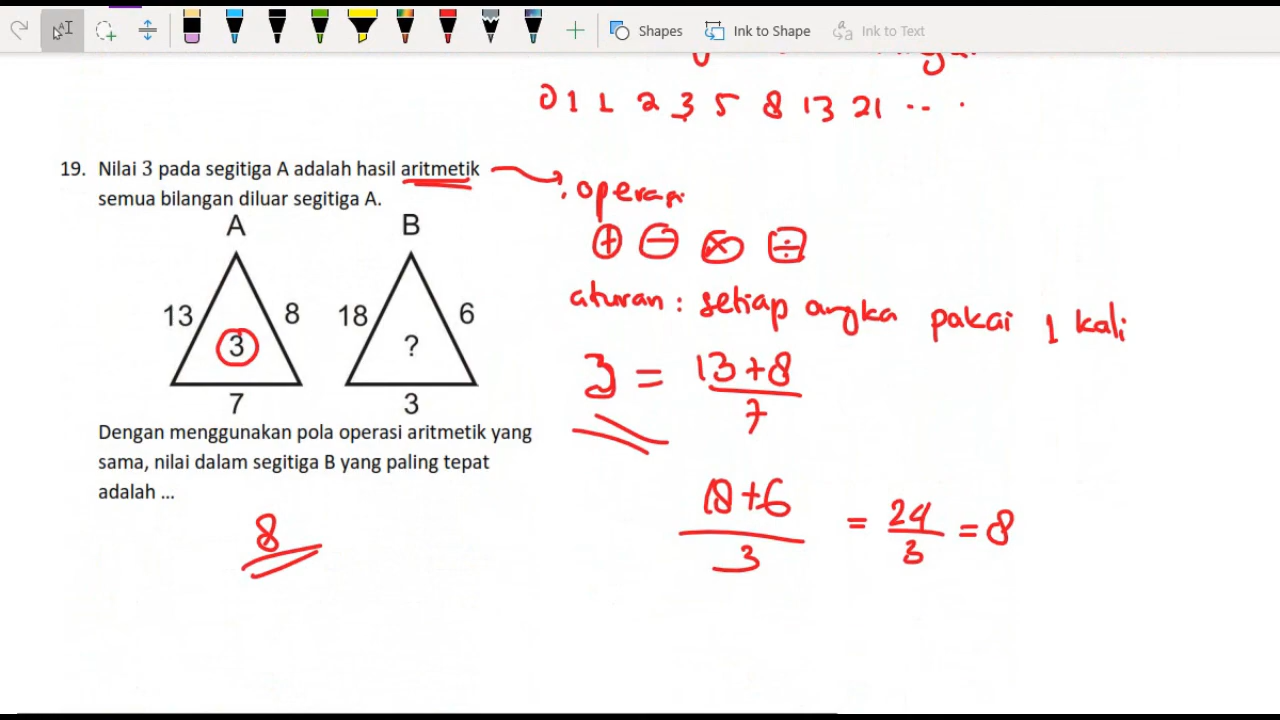 Shapes Ink to Shape Ink to Text
0 1 1 2 3 5 8 13 21 ...
19. Nilai 3 pada segitiga A adalah hasil aritmetik
semua bilangan diluar segitiga A.
operasi
+ - × ÷
A B
13 8 18 6
3 ?
7 3
aturan : setiap angka pakai 1 kali
3 = 13+8
7
Dengan menggunakan pola operasi aritmetik yang
sama, nilai dalam segitiga B yang paling tepat
adalah ...
8
18+6 = 24 = 8
3 3